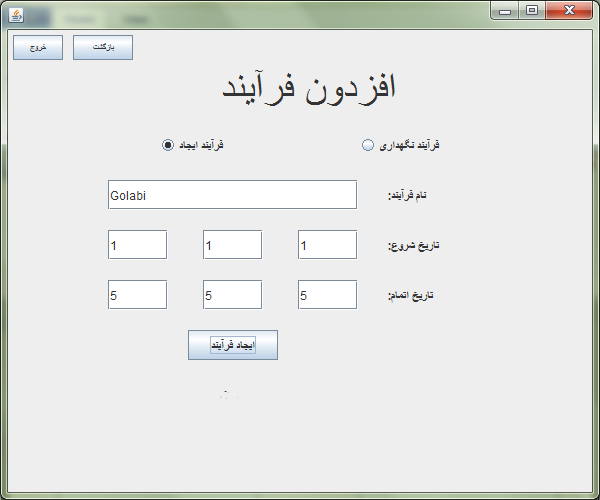 بازگشت خروج
افزدون فرآیند
فرآیند نگهداری فرآیند ایجاد
نام فرآیند: Golabi
تاریخ شروع: 1 1 1
تاریخ اتمام: 5 5 5
ایجاد فرآیند